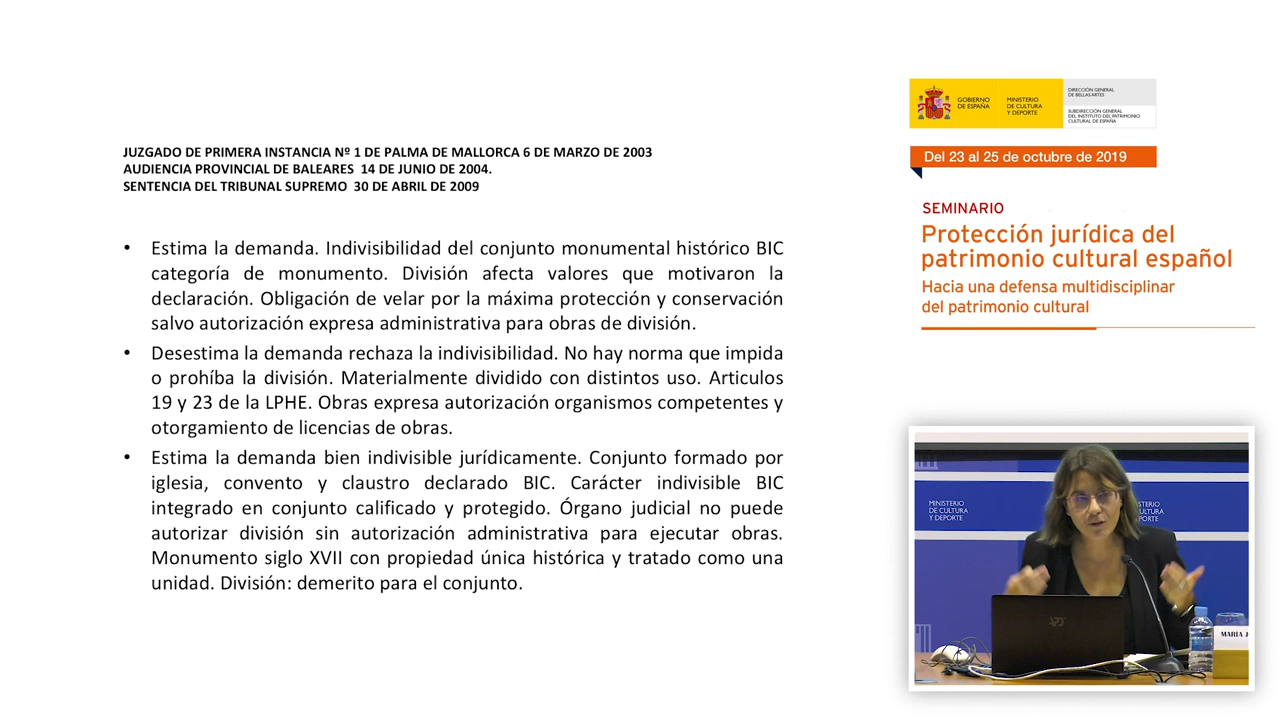 JUZGADO DE PRIMERA INSTANCIA Nº 1 DE PALMA DE MALLORCA 6 DE MARZO DE 2003
AUDIENCIA PROVINCIAL DE BALEARES 14 DE JUNIO DE 2004.
SENTENCIA DEL TRIBUNAL SUPREMO 30 DE ABRIL DE 2009
• Estima la demanda. Indivisibilidad del conjunto monumental histórico BIC
categoría de monumento. División afecta valores que motivaron la
declaración. Obligación de velar por la máxima protección y conservación
salvo autorización expresa administrativa para obras de división.
• Desestima la demanda rechaza la indivisibilidad. No hay norma que impida
o prohíba la división. Materialmente dividido con distintos uso. Articulos
19 y 23 de la LPHE. Obras expresa autorización organismos competentes y
otorgamiento de licencias de obras.
• Estima la demanda bien indivisible jurídicamente. Conjunto formado por
iglesia, convento y claustro declarado BIC. Carácter indivisible BIC
integrado en conjunto calificado y protegido. Órgano judicial no puede
autorizar división sin autorización administrativa para ejecutar obras.
Monumento siglo XVII con propiedad única histórica y tratado como una
unidad. División: demerito para el conjunto.
GOBIERNO
DE ESPAÑA
MINISTERIO
DE CULTURA
Y DEPORTE
DIRECCIÓN GENERAL
DE BELLAS ARTES
SUBDIRECCIÓN GENERAL
DEL INSTITUTO DEL PATRIMONIO
CULTURAL DE ESPAÑA
Del 23 al 25 de octubre de 2019
SEMINARIO
Protección jurídica del
patrimonio cultural español
Hacia una defensa multidisciplinar
del patrimonio cultural
MINISTERIO
DE CULTURA
Y DEPORTE
STERIO
ULTURA
ORTE
MARÍA J